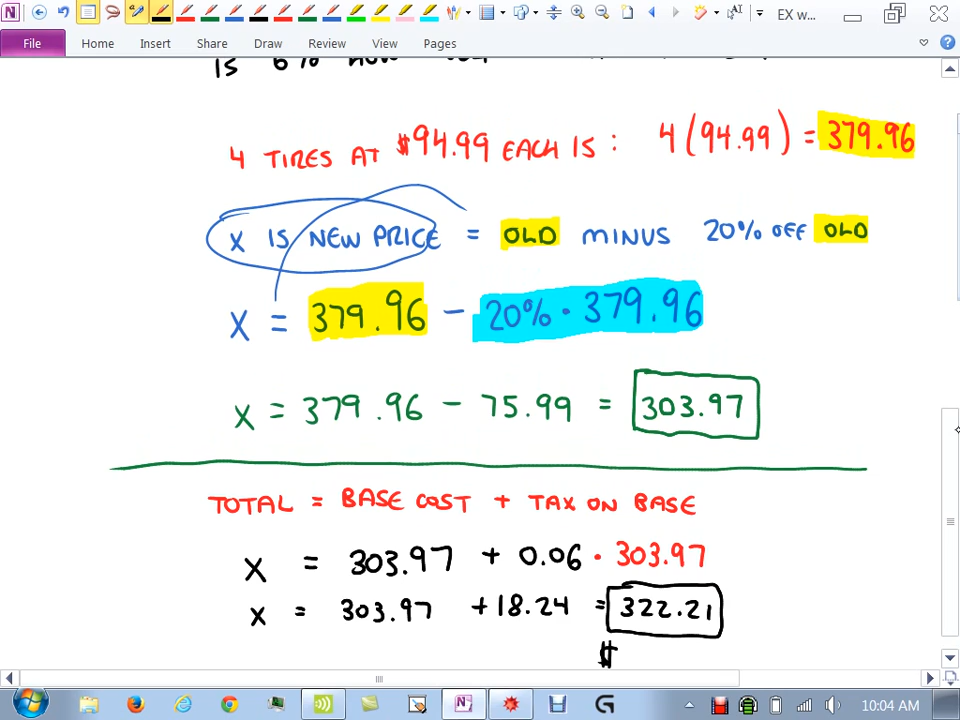 EX w...
File Home Insert Share Draw Review View Pages
is 6%
4 TIRES AT $94.99 EACH IS : 4(94.99) = 379.96
X IS NEW PRICE = OLD MINUS 20% OFF OLD
X = 379.96 - 20% · 379.96
X = 379.96 - 75.99 = 303.97
TOTAL = BASE COST + TAX ON BASE
X = 303.97 + 0.06 · 303.97
X = 303.97 + 18.24 = 322.21
$
10:04 AM